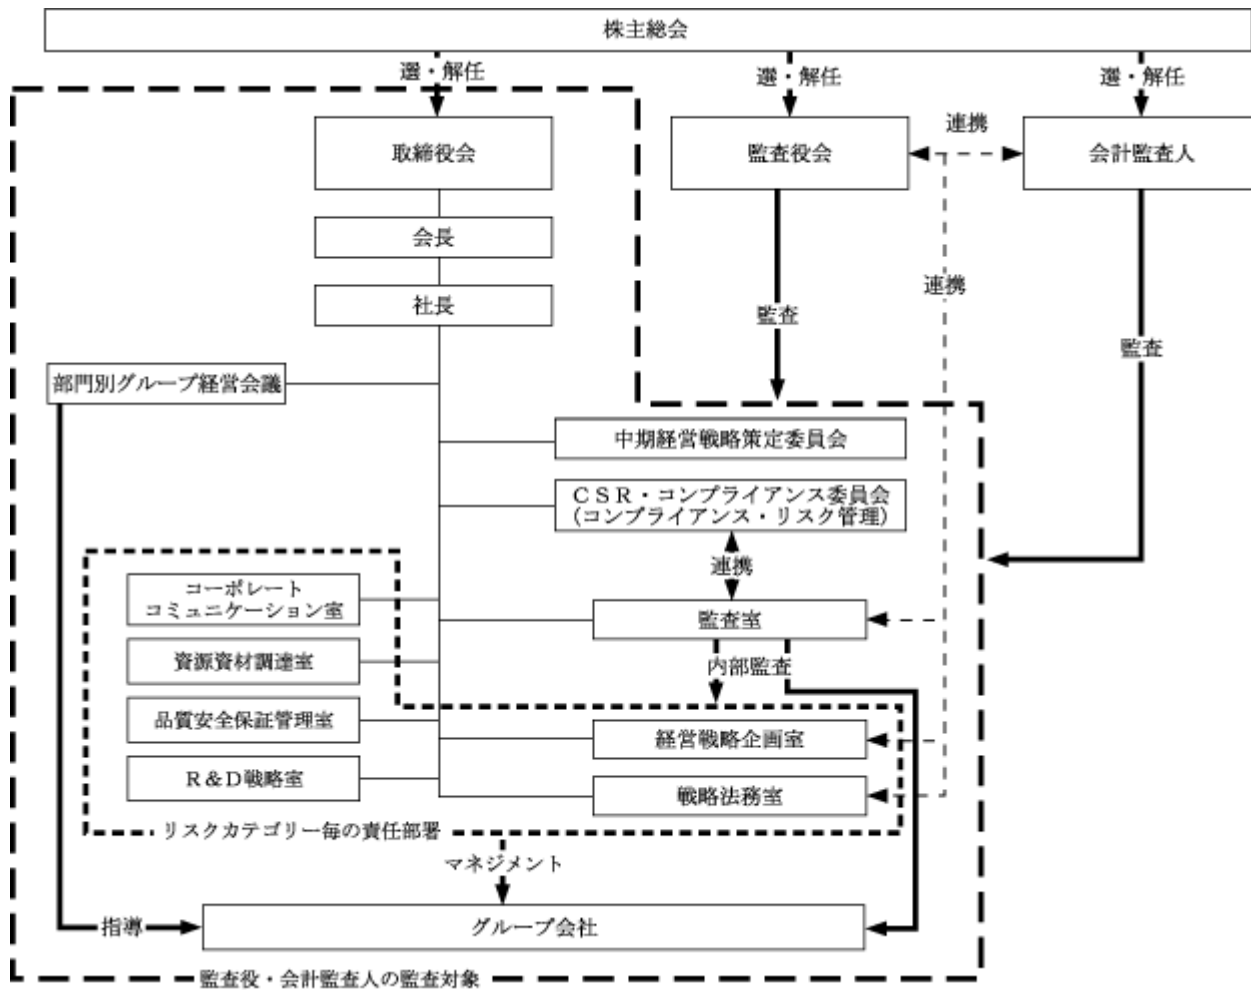 株主総会
選・解任
選・解任
選・解任
取締役会
監査役会
連携
会計監査人
会長
社長
連携
監査
監査
部門別グループ経営会議
中期経営戦略策定委員会
CSR・コンプライアンス委員会
(コンプライアンス・リスク管理)
連携
コーポレート
コミュニケーション室
監査室
資源資材調達室
内部監査
品質安全保証管理室
経営戦略企画室
R&D戦略室
戦略法務室
リスクカテゴリー毎の責任部署
マネジメント
指導
グループ会社
監査役・会計監査人の監査対象